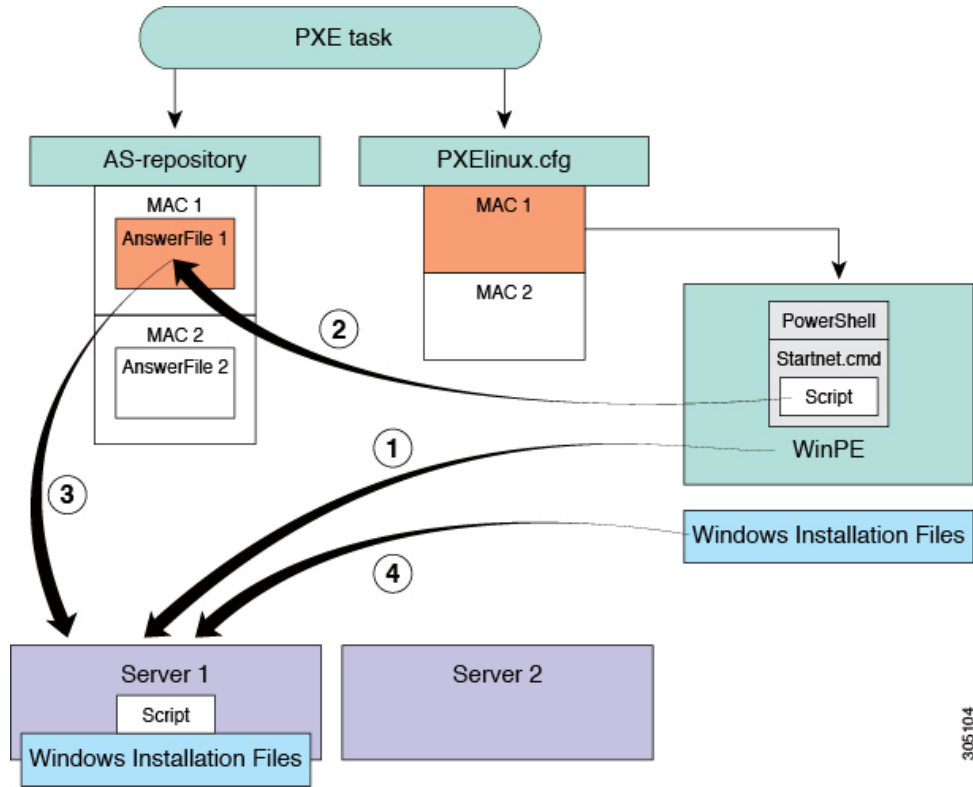 PXE task
AS-repository
PXElinux.cfg
MAC 1
AnswerFile 1
MAC 1
MAC 2
MAC 2
AnswerFile 2
PowerShell
Startnet.cmd
Script
WinPE
2
1
3
4
Windows Installation Files
Server 1
Script
Windows Installation Files
Server 2
305104